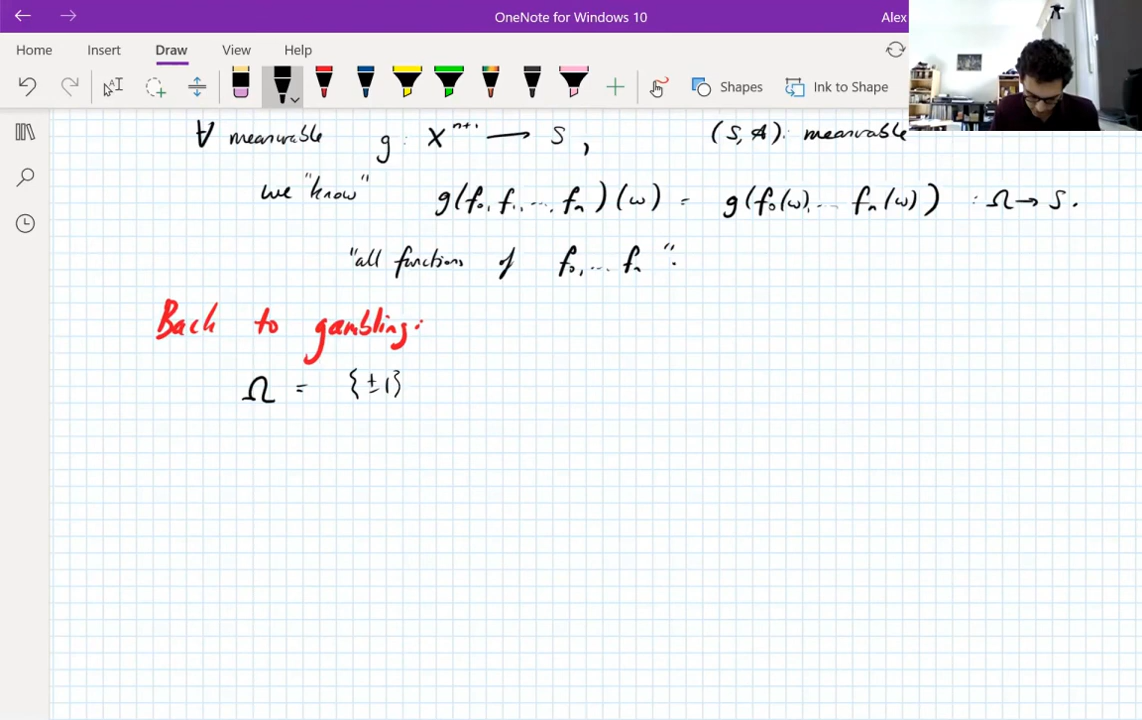 OneNote for Windows 10
Alex
Home Insert Draw View Help
Shapes Ink to Shape
∀ measurable g : X^{n+1} → S , (S, A) : measurable
we "know" g(f₀, f₁, ..., fₙ)(ω) = g(f₀(ω), ... fₙ(ω)) : Ω → S.
"all functions of f₀, ... fₙ".
Back to gambling:
Ω = {±1}